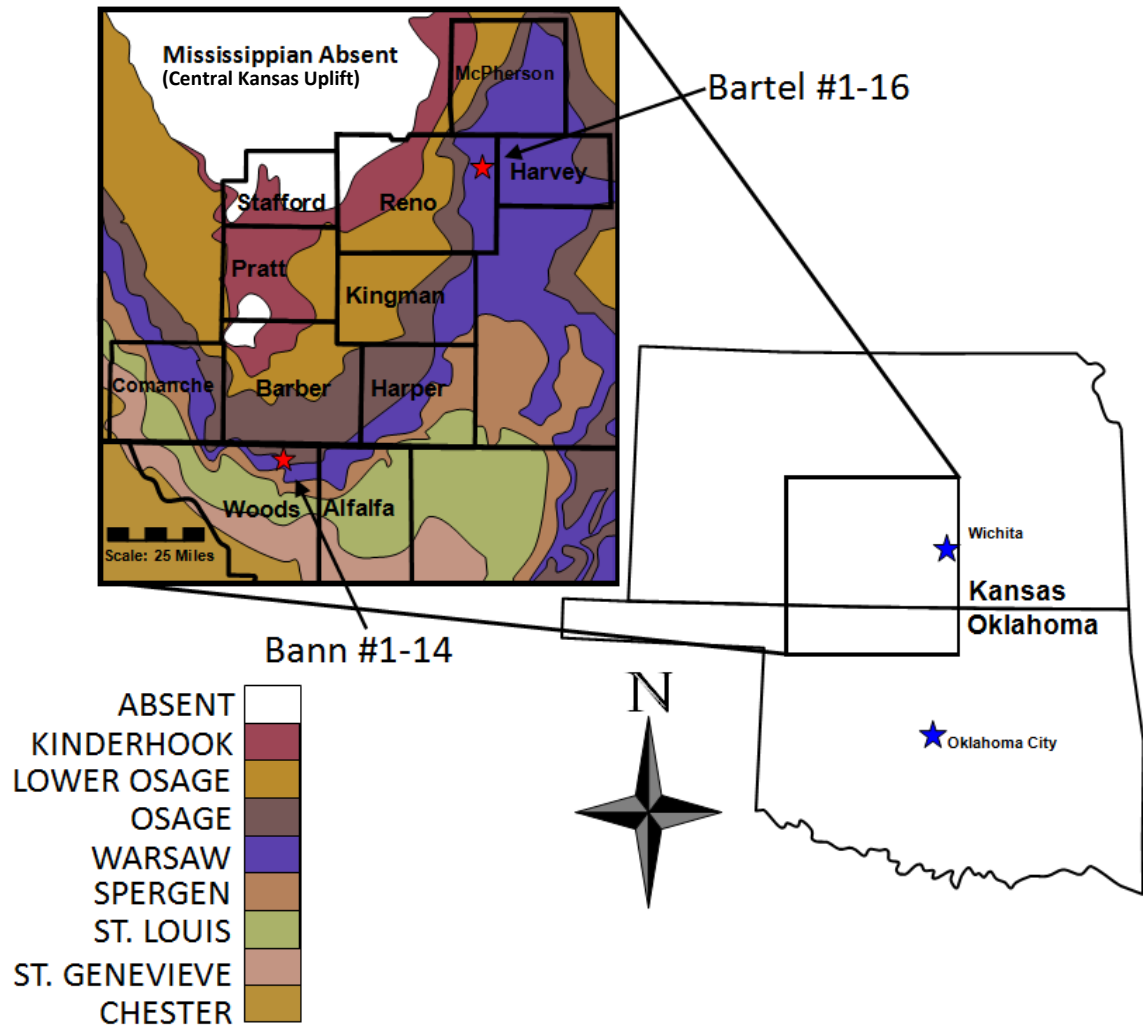 Mississippian Absent
(Central Kansas Uplift)
McPherson
Bartel #1-16
Harvey
Stafford
Reno
Pratt
Kingman
Comanche
Barber
Harper
Woods
Alfalfa
Scale: 25 Miles
Bann #1-14
Wichita
Kansas
Oklahoma
N
Oklahoma City
ABSENT
KINDERHOOK
LOWER OSAGE
OSAGE
WARSAW
SPERGEN
ST. LOUIS
ST. GENEVIEVE
CHESTER